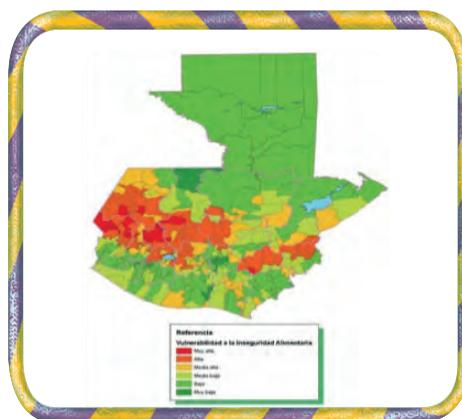 Referencia
Vulnerabilidad a la Inseguridad Alimentaria
Muy alta
Alta
Media alta
Media baja
Baja
Muy baja